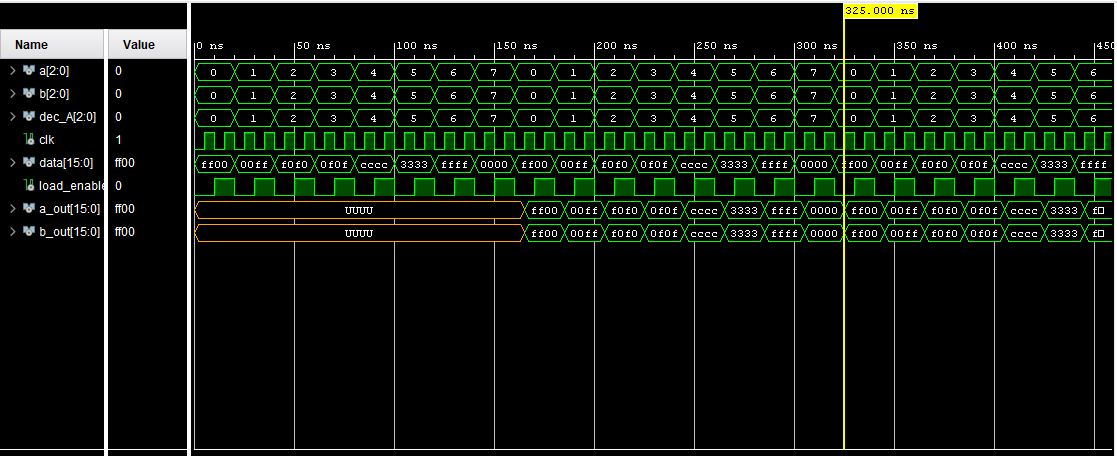 325.000 ns
Name Value 0 ns 50 ns 100 ns 150 ns 200 ns 250 ns 300 ns 350 ns 400 ns 450
a[2:0] 0 0 1 2 3 4 5 6 7 0 1 2 3 4 5 6 7 0 1 2 3 4 5 6
b[2:0] 0 0 1 2 3 4 5 6 7 0 1 2 3 4 5 6 7 0 1 2 3 4 5 6
dec_A[2:0] 0 0 1 2 3 4 5 6 7 0 1 2 3 4 5 6 7 0 1 2 3 4 5 6
clk 1
data[15:0] ff00 ff00 00ff f0f0 0f0f cccc 3333 ffff 0000 ff00 00ff f0f0 0f0f cccc 3333 ffff 0000 ff00 00ff f0f0 0f0f cccc 3333 ffff
load_enable 0
a_out[15:0] ff00 UUUU ff00 00ff f0f0 0f0f cccc 3333 ffff 0000 ff00 00ff f0f0 0f0f cccc 3333 f
b_out[15:0] ff00 UUUU ff00 00ff f0f0 0f0f cccc 3333 ffff 0000 ff00 00ff f0f0 0f0f cccc 3333 f